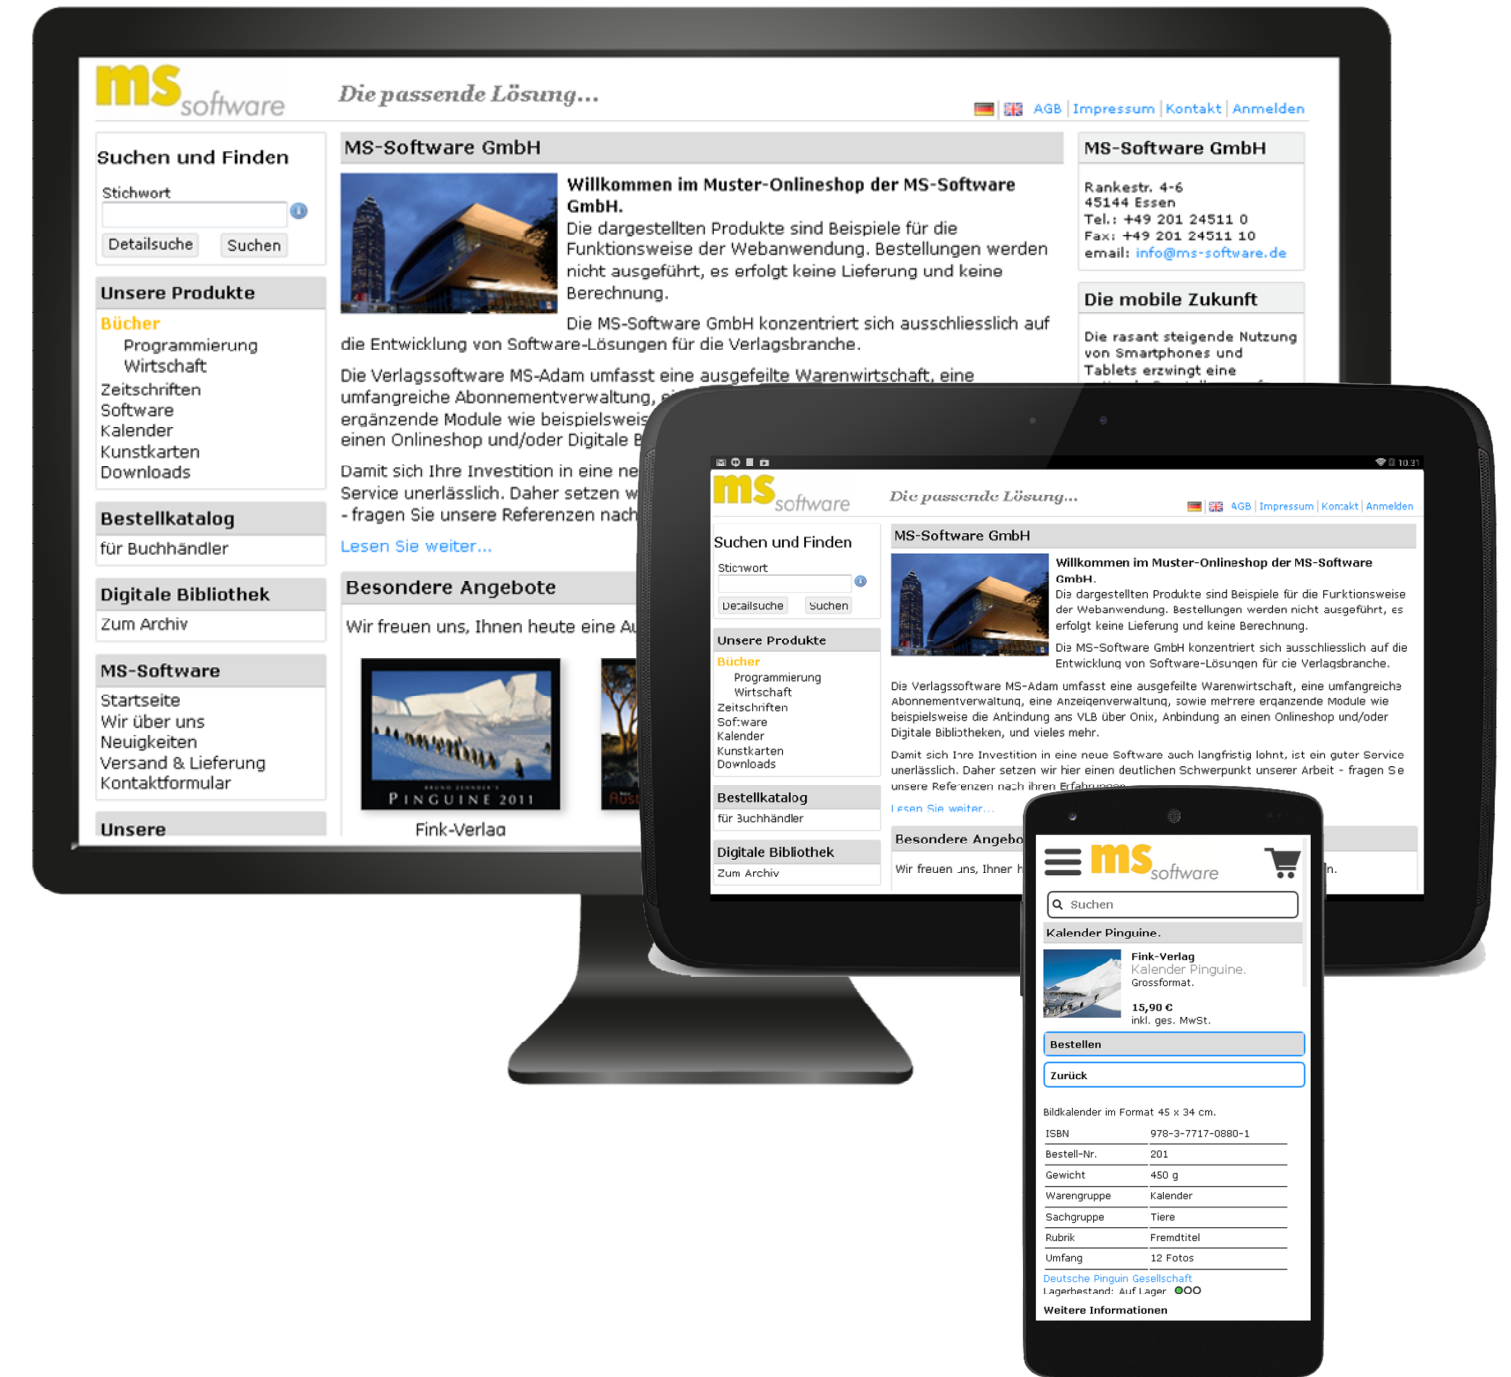 ms software
Die passende Lösung...
AGB Impressum Kontakt Anmelden
Suchen und Finden
Stichwort
Detailsuche Suchen
Unsere Produkte
Bücher
Programmierung
Wirtschaft
Zeitschriften
Software
Kalender
Kunstkarten
Downloads
Bestellkatalog
für Buchhändler
Digitale Bibliothek
Zum Archiv
MS-Software
Startseite
Wir über uns
Neuigkeiten
Versand & Lieferung
Kontaktformular
Unsere
MS-Software GmbH
Willkommen im Muster-Onlineshop der MS-Software
GmbH.
Die dargestellten Produkte sind Beispiele für die
Funktionsweise der Webanwendung. Bestellungen werden
nicht ausgeführt, es erfolgt keine Lieferung und keine
Berechnung.
Die MS-Software GmbH konzentriert sich ausschliesslich auf
die Entwicklung von Software-Lösungen für die Verlagsbranche.
Die Verlagssoftware MS-Adam umfasst eine ausgefeilte Warenwirtschaft, eine
umfangreiche Abonnementverwaltung,
ergänzende Module wie beispielsweis
einen Onlineshop und/oder Digitale B
Damit sich Ihre Investition in eine ne
Service unerlässlich. Daher setzen w
- fragen Sie unsere Referenzen nach
Lesen Sie weiter...
Besondere Angebote
Wir freuen uns, Ihnen heute eine Au
BRUNO ZEHNDER'S
PINGUINE 2011
Fink-Verlag
MS-Software GmbH
Rankestr. 4-6
45144 Essen
Tel.: +49 201 24511 0
Fax: +49 201 24511 10
email: info@ms-software.de
Die mobile Zukunft
Die rasant steigende Nutzung
von Smartphones und
Tablets erzwingt eine
10:31
ms software
Die passende Lösung...
AGB Impressum Kontakt Anmelden
Suchen und Finden
Stichwort
Detailsuche Suchen
Unsere Produkte
Bücher
Programmierung
Wirtschaft
Zeitschriften
Software
Kalender
Kunstkarten
Downloads
Bestellkatalog
für Buchhändler
Digitale Bibliothek
Zum Archiv
MS-Software GmbH
Willkommen im Muster-Onlineshop der MS-Software
GmbH.
Die dargestellten Produkte sind Beispiele für die Funktionsweise
der Webanwendung. Bestellungen werden nicht ausgeführt, es
erfolgt keine Lieferung und keine Berechnung.
Die MS-Software GmbH konzentriert sich ausschliesslich auf die
Entwicklung von Software-Lösungen für die Verlagsbranche.
Die Verlagssoftware MS-Adam umfasst eine ausgefeilte Warenwirtschaft, eine umfangreiche
Abonnementverwaltung, eine Anzeigenverwaltung, sowie mehrere ergänzende Module wie
beispielsweise die Anbindung ans VLB über Onix, Anbindung an einen Onlineshop und/oder
Digitale Bibliotheken, und vieles mehr.
Damit sich Ihre Investition in eine neue Software auch langfristig lohnt, ist ein guter Service
unerlässlich. Daher setzen wir hier einen deutlichen Schwerpunkt unserer Arbeit - fragen Sie
unsere Referenzen nach ihren Erfahrungen.
Lesen Sie weiter...
Besondere Angebo
Wir freuen uns, Ihnen h
n.
ms software
Suchen
Kalender Pinguine.
Fink-Verlag
Kalender Pinguine.
Grossformat.
15,90 €
inkl. ges. MwSt.
Bestellen
Zurück
Bildkalender im Format 45 x 34 cm.
ISBN 978-3-7717-0880-1
Bestell-Nr. 201
Gewicht 450 g
Warengruppe Kalender
Sachgruppe Tiere
Rubrik Fremdtitel
Umfang 12 Fotos
Deutsche Pinguin Gesellschaft
Lagerbestand: Auf Lager
Weitere Informationen